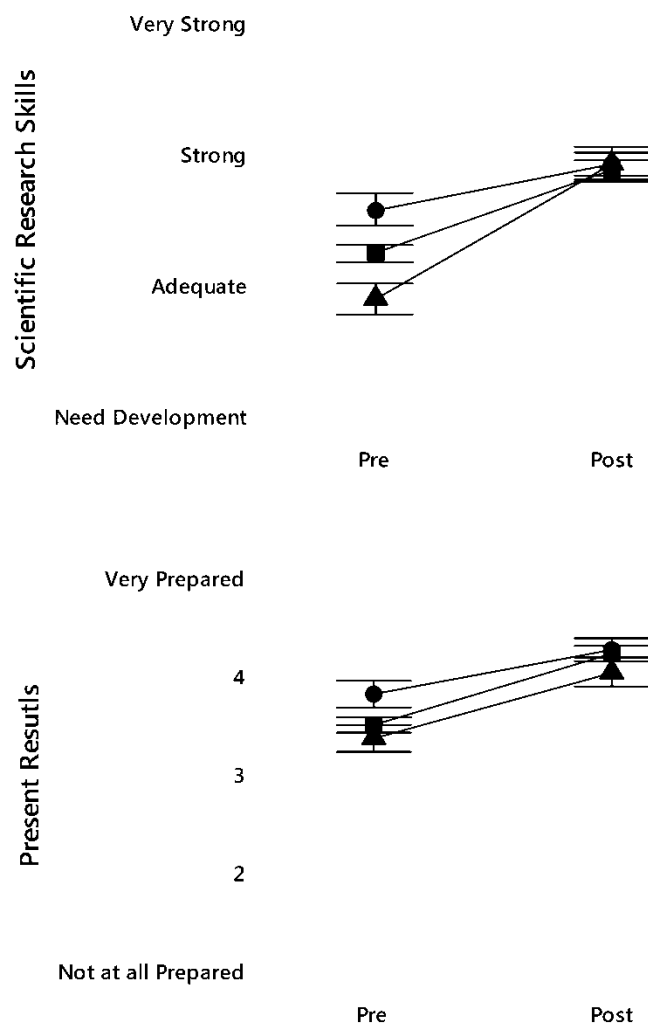 Scientific Research Skills
Very Strong
Strong
Adequate
Need Development
Pre Post
Present Resutls
Very Prepared
4
3
2
Not at all Prepared
Pre Post